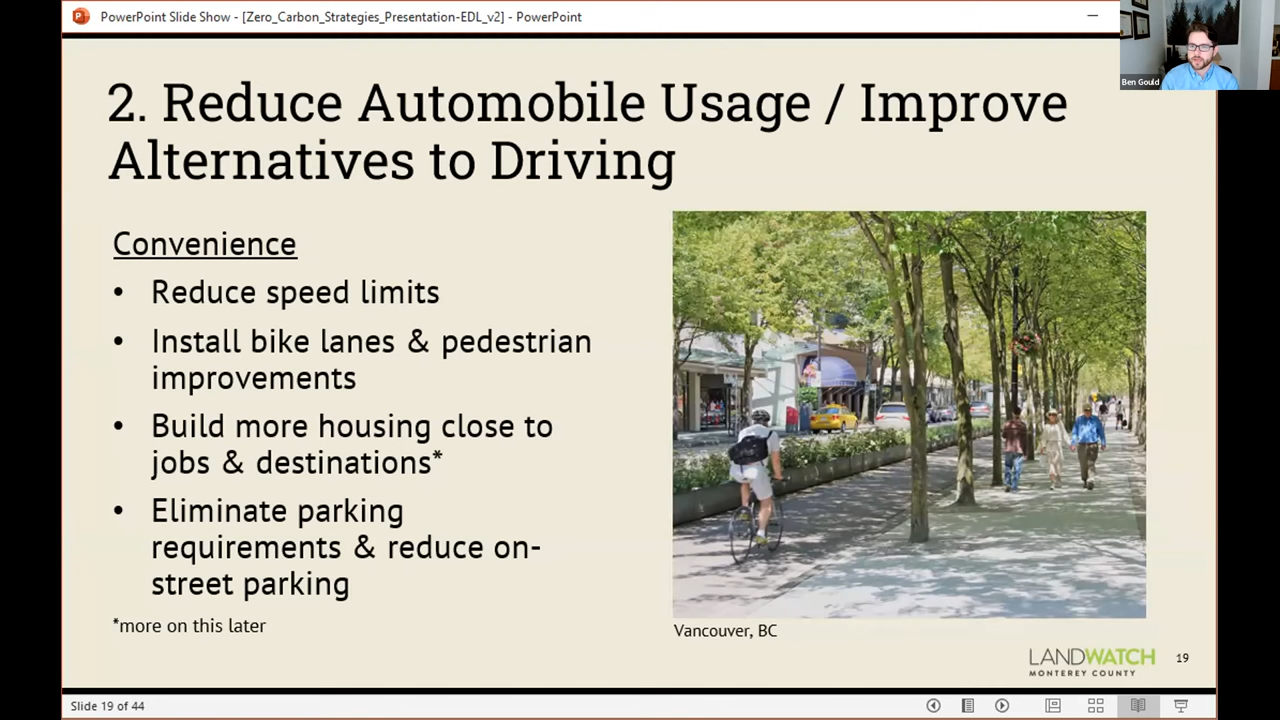 PowerPoint Slide Show - [Zero_Carbon_Strategies_Presentation-EDL_v2] - PowerPoint
Ben Gould
2. Reduce Automobile Usage / Improve
Alternatives to Driving
Convenience
• Reduce speed limits
• Install bike lanes & pedestrian
improvements
• Build more housing close to
jobs & destinations*
• Eliminate parking
requirements & reduce on-
street parking
*more on this later
Vancouver, BC
LANDWATCH
MONTEREY COUNTY
19
Slide 19 of 44